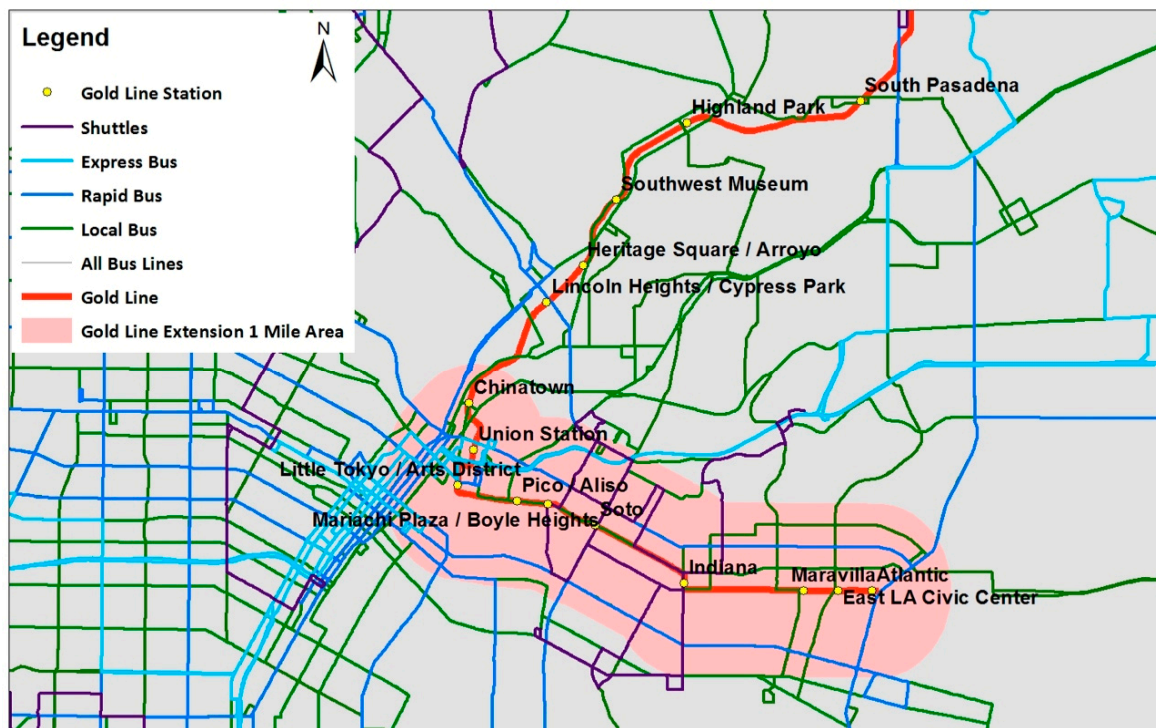 Legend
N
Gold Line Station
Shuttles
Express Bus
Rapid Bus
Local Bus
All Bus Lines
Gold Line
Gold Line Extension 1 Mile Area
South Pasadena
Highland Park
Southwest Museum
Heritage Square / Arroyo
Lincoln Heights / Cypress Park
Chinatown
Union Station
Little Tokyo / Arts District
Pico / Aliso
Mariachi Plaza / Boyle Heights
Soto
Indiana
Maravilla
Atlantic
East LA Civic Center